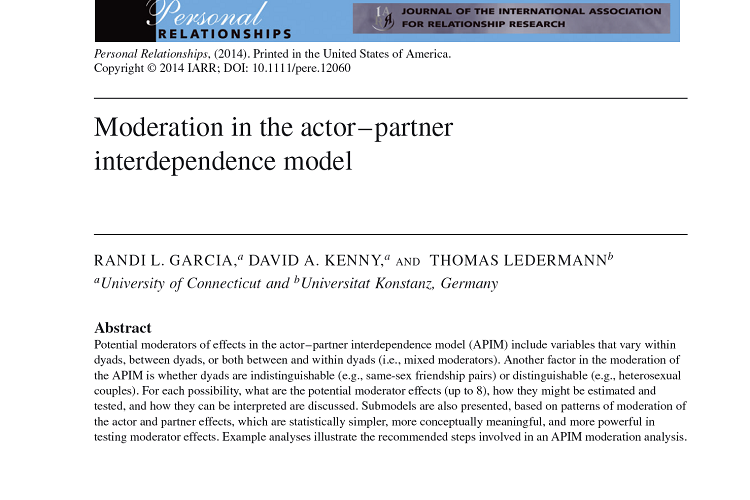 Personal
RELATIONSHIPS
JOURNAL OF THE INTERNATIONAL ASSOCIATION
FOR RELATIONSHIP RESEARCH
Personal Relationships, (2014). Printed in the United States of America.
Copyright © 2014 IARR; DOI: 10.1111/pere.12060
Moderation in the actor–partner
interdependence model
RANDI L. GARCIA,a DAVID A. KENNY,a AND THOMAS LEDERMANNb
aUniversity of Connecticut and bUniversitat Konstanz, Germany
Abstract
Potential moderators of effects in the actor–partner interdependence model (APIM) include variables that vary within
dyads, between dyads, or both between and within dyads (i.e., mixed moderators). Another factor in the moderation of
the APIM is whether dyads are indistinguishable (e.g., same-sex friendship pairs) or distinguishable (e.g., heterosexual
couples). For each possibility, what are the potential moderator effects (up to 8), how they might be estimated and
tested, and how they can be interpreted are discussed. Submodels are also presented, based on patterns of moderation of
the actor and partner effects, which are statistically simpler, more conceptually meaningful, and more powerful in
testing moderator effects. Example analyses illustrate the recommended steps involved in an APIM moderation analysis.